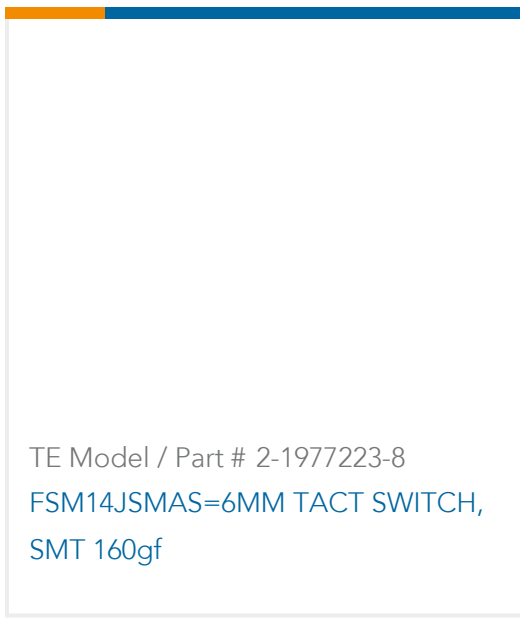 TE Model / Part # 2-1977223-8
FSM14JSMAS=6MM TACT SWITCH,
SMT 160gf